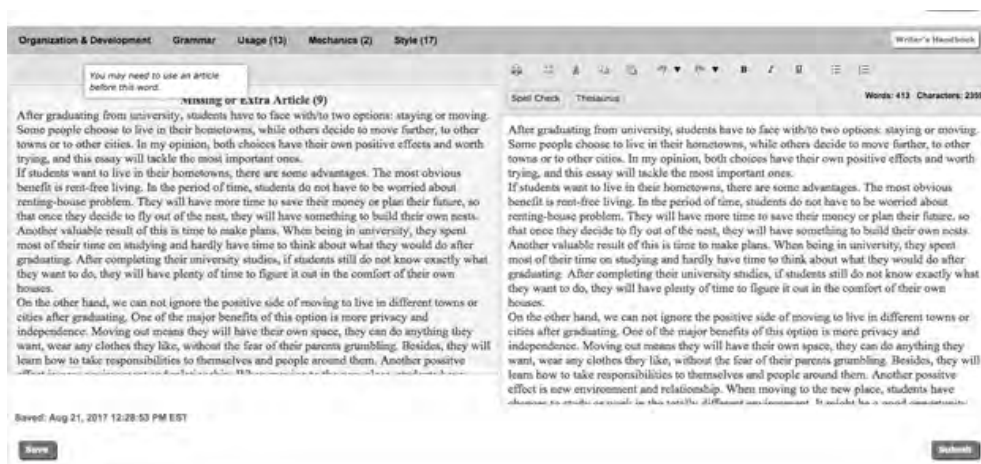 Organization & Development Grammar Usage (13) Mechanics (2) Style (17) Writer's Handbook
You may need to use an article
before this word.
Missing or Extra Article (9)
After graduating from university, students have to face with/to two options: staying or moving.
Some people choose to live in their hometowns, while others decide to move further, to other
towns or to other cities. In my opinion, both choices have their own positive effects and worth
trying, and this essay will tackle the most important ones.
If students want to live in their hometowns, there are some advantages. The most obvious
benefit is rent-free living. In the period of time, students do not have to be worried about
renting-house problem. They will have more time to save their money or plan their future, so
that once they decide to fly out of the nest, they will have something to build their own nests.
Another valuable result of this is time to make plans. When being in university, they spent
most of their time on studying and hardly have time to think about what they would do after
graduating. After completing their university studies, if students still do not know exactly what
they want to do, they will have plenty of time to figure it out in the comfort of their own
houses.
On the other hand, we can not ignore the positive side of moving to live in different towns or
cities after graduating. One of the major benefits of this option is more privacy and
independence. Moving out means they will have their own space, they can do anything they
want, wear any clothes they like, without the fear of their parents grumbling. Besides, they will
learn how to take responsibilities to themselves and people around them. Another possitve
effect is new environment and relationship. When moving to the new place, students have
B I U
Spell Check Thesaurus Words: 413 Characters:
After graduating from university, students have to face with/to two options: staying or moving.
Some people choose to live in their hometowns, while others decide to move further, to other
towns or to other cities. In my opinion, both choices have their own positive effects and worth
trying, and this essay will tackle the most important ones.
If students want to live in their hometowns, there are some advantages. The most obvious
benefit is rent-free living. In the period of time, students do not have to be worried about
renting-house problem. They will have more time to save their money or plan their future, so
that once they decide to fly out of the nest, they will have something to build their own nests.
Another valuable result of this is time to make plans. When being in university, they spent
most of their time on studying and hardly have time to think about what they would do after
graduating. After completing their university studies, if students still do not know exactly what
they want to do, they will have plenty of time to figure it out in the comfort of their own
houses.
On the other hand, we can not ignore the positive side of moving to live in different towns or
cities after graduating. One of the major benefits of this option is more privacy and
independence. Moving out means they will have their own space, they can do anything they
want, wear any clothes they like, without the fear of their parents grumbling. Besides, they will
learn how to take responsibilities to themselves and people around them. Another possitve
effect is new environment and relationship. When moving to the new place, students have
chances to study or work in the totally different environment. It might be a good opportunity
Saved: Aug 21, 2017 12:28:53 PM EST
Save Submit